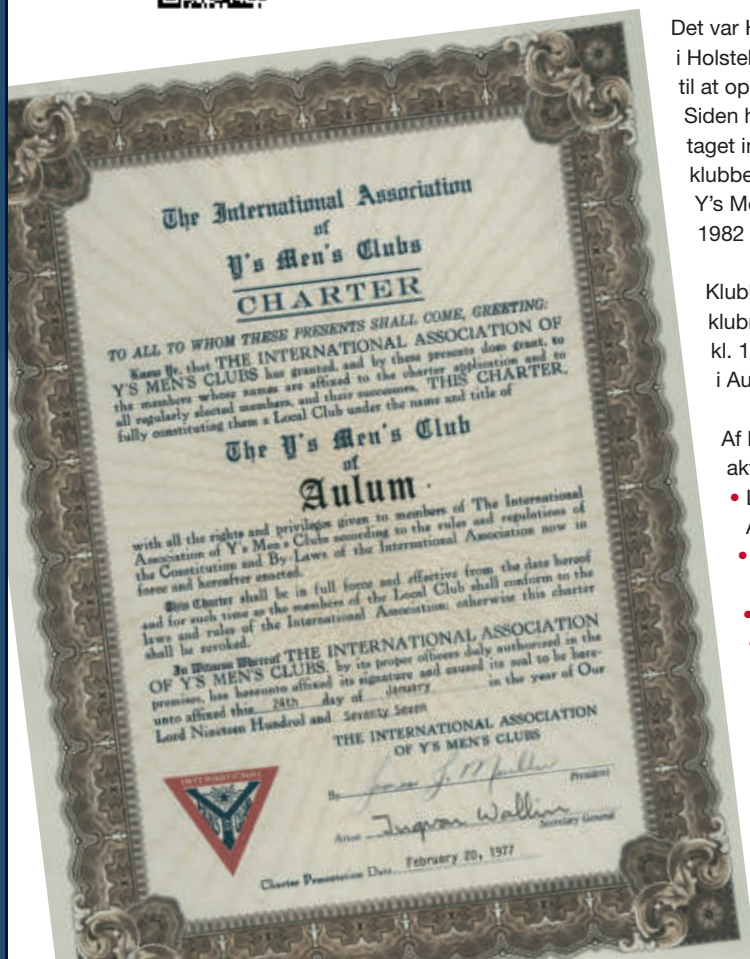 The International Association
of
Y's Men's Clubs
CHARTER
TO ALL TO WHOM THESE PRESENTS SHALL COME, GREETING:
Know Ye, that THE INTERNATIONAL ASSOCIATION OF
Y'S MEN'S CLUBS has granted, and by these presents does grant, to
the members whose names are affixed to the charter application and to
all regularly elected members, and their successors, THIS CHARTER,
fully constituting them a Local Club under the name and title of
The Y's Men's Club
of
Aulum
with all the rights and privileges given to members of The International
Association of Y's Men's Clubs according to the rules and regulations of
the Constitution and By-Laws of the International Association now in
force and hereafter enacted.
This Charter shall be in full force and effective from the date hereof
and for such time as the members of the Local Club shall conform to the
laws and rules of the International Association; otherwise this charter
shall be revoked.
In Witness Whereof THE INTERNATIONAL ASSOCIATION
OF Y'S MEN'S CLUBS, by its proper officers duly authorized in the
premises, has hereunto affixed its signature and caused its seal to be here-
unto affixed this 24th day of January in the year of Our
Lord Nineteen Hundred and Seventy Seven
THE INTERNATIONAL ASSOCIATION
OF Y'S MEN'S CLUBS
By
President
Attest Ingvar Wallin
Secretary General
Charter Presentation Date February 20, 1977
INTERNATIONAL
Det var H
i Holstel
til at op
Siden h
taget in
klubbe
Y's Me
1982
Klub
klub
kl. 1
i Au
Af
ak